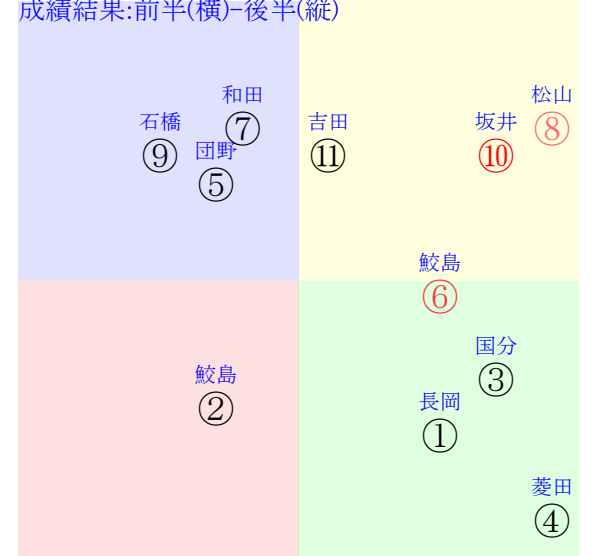 成績結果:前半(横)-後半(縦)
松山
⑧
和田
⑦
石橋
⑨
吉田
⑪
坂井
⑩
団野
⑤
鮫島
⑥
国分
③
鮫島
②
長岡
①
菱田
④